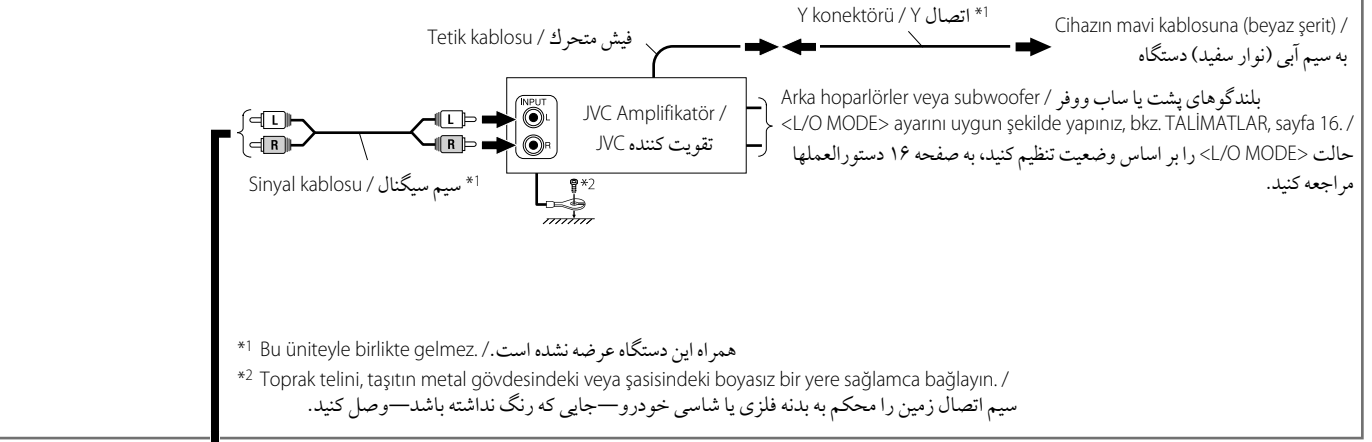 Y konektörü / Y اتصال *1
Cihazın mavi kablosuna (beyaz şerit) /
به سیم آبی (نوار سفید) دستگاه
Tetik kablosu / فیش متحرك
INPUT
L
R
L
R
L
R
JVC Amplifikatör /
تقویت کننده JVC
Arka hoparlörler veya subwoofer / بلندگوهای پشت یا ساب ووفر
<L/O MODE> ayarını uygun şekilde yapınız, bkz. TALİMATLAR, sayfa 16. /
حالت <L/O MODE> را بر اساس وضعیت تنظیم کنید، به صفحه ۱۶ دستورالعملها
مراجعه کنید.
Sinyal kablosu / سیم سیگنال *1
*2
*1 Bu üniteyle birlikte gelmez. / همراه این دستگاه عرضه نشده است.
*2 Toprak telini, taşıtın metal gövdesindeki veya şasisindeki boyasız bir yere sağlamca bağlayın. /
سیم اتصال زمین را محکم به بدنه فلزی یا شاسی خودرو—جایی که رنگ نداشته باشد—وصل کنید.